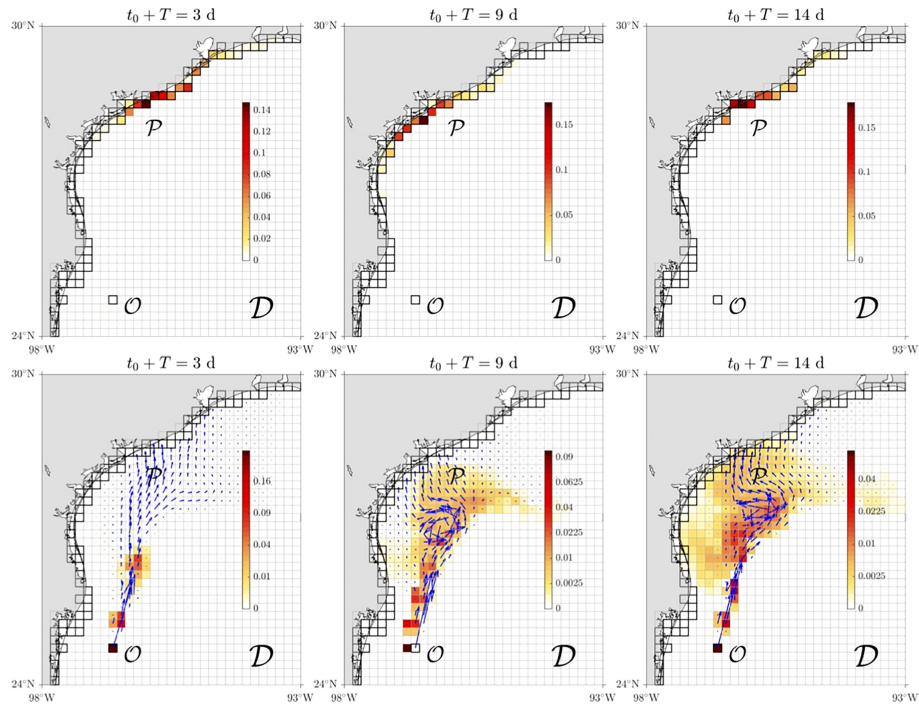 t₀ + T = 3 d
t₀ + T = 9 d
t₀ + T = 14 d
30°N
30°N
30°N
0.14
0.12
0.1
0.08
0.06
0.04
0.02
0
0.15
0.1
0.05
0
0.15
0.1
0.05
0
P
P
P
O
D
O
D
O
D
24°N
24°N
24°N
98°W
93°W
98°W
93°W
98°W
93°W
t₀ + T = 3 d
t₀ + T = 9 d
t₀ + T = 14 d
30°N
30°N
30°N
0.16
0.09
0.04
0.01
0
0.09
0.0625
0.04
0.0225
0.01
0.0025
0
0.04
0.0225
0.01
0.0025
0
P
P
P
O
D
O
D
O
D
24°N
24°N
24°N
98°W
93°W
98°W
93°W
98°W
93°W